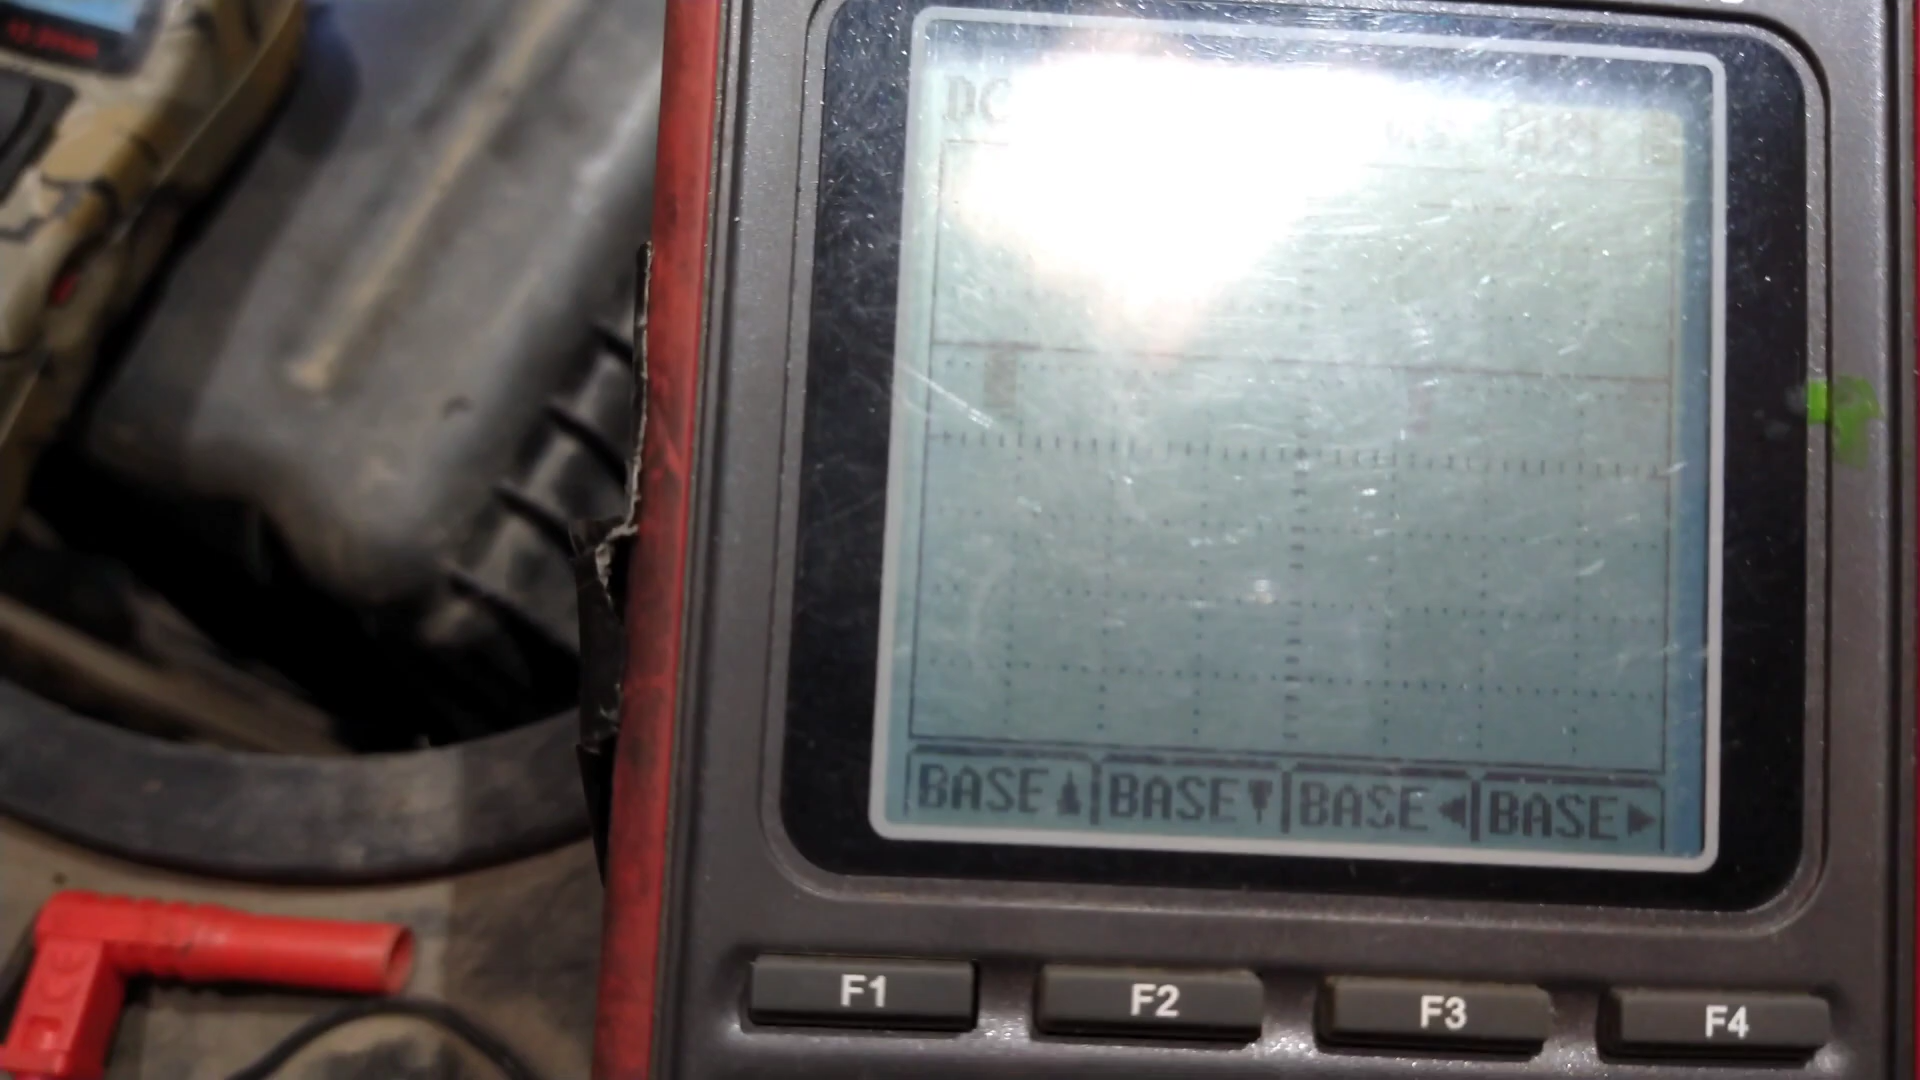 DC
BASE▲ BASE▼ BASE◀ BASE▶
F1 F2 F3 F4